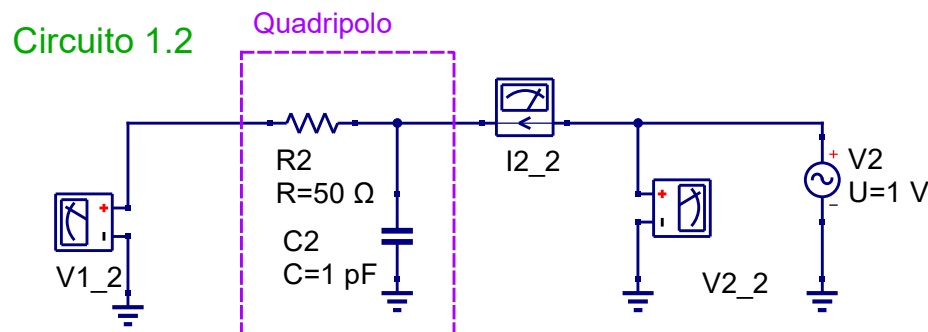 Quadripolo
Circuito 1.2
R2
R=50 Ω
C2
C=1 pF
I2_2
V1_2
V2_2
V2
U=1 V